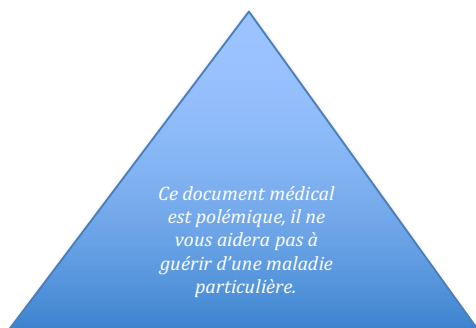 Ce document médical
est polémique, il ne
vous aidera pas à
guérir d’une maladie
particulière.